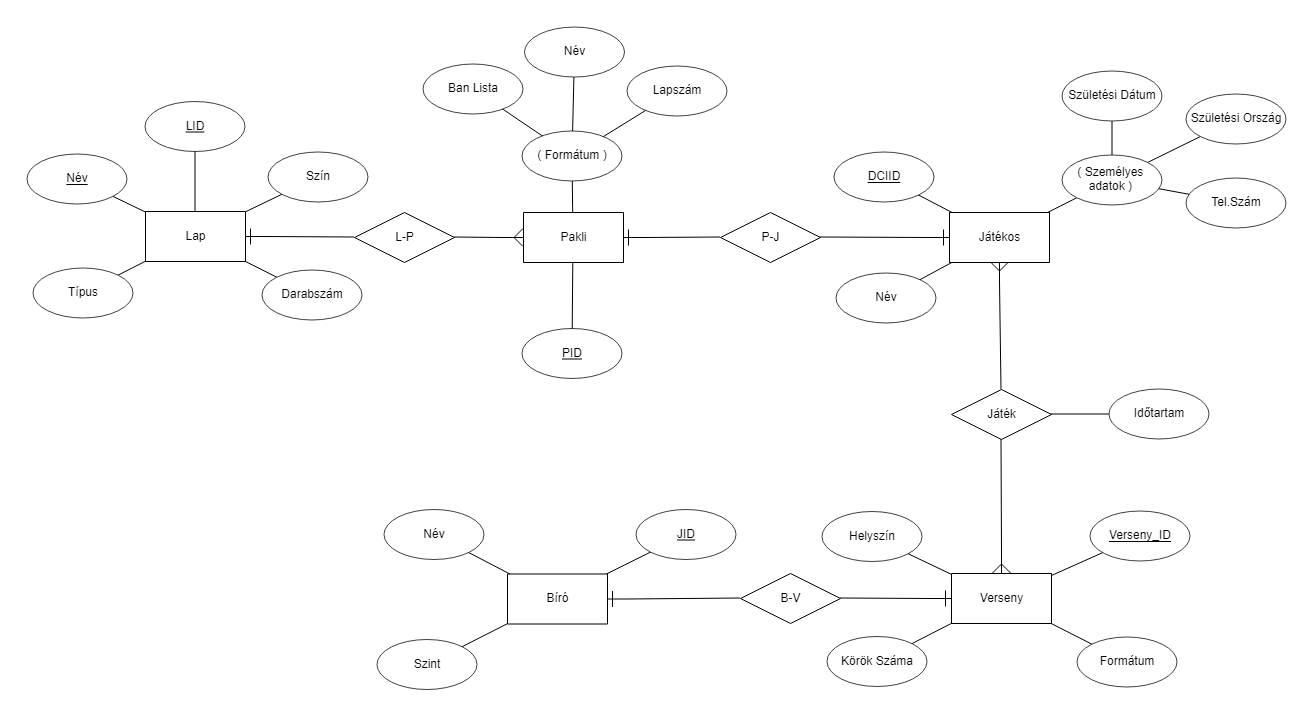 Név
Ban Lista
Lapszám
Születési Dátum
Születési Ország
LID
( Formátum )
Név
Szín
DCIID
( Személyes
adatok )
Tel.Szám
Lap
L-P
Pakli
P-J
Játékos
Típus
Darabszám
Név
PID
Játék
Időtartam
Név
JID
Helyszín
Verseny_ID
Bíró
B-V
Verseny
Szint
Körök Száma
Formátum